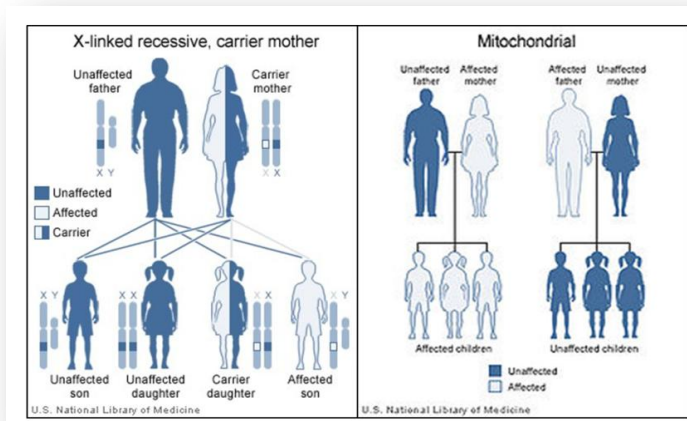 X-linked recessive, carrier mother
Unaffected
father
Carrier
mother
X Y
X X
Unaffected
Affected
Carrier
X Y
X X
X X
X Y
Unaffected
son
Unaffected
daughter
Carrier
daughter
Affected
son
U.S. National Library of Medicine
Mitochondrial
Unaffected
father
Affected
mother
Affected
father
Unaffected
mother
Affected children
Unaffected children
Unaffected
Affected
U.S. National Library of Medicine